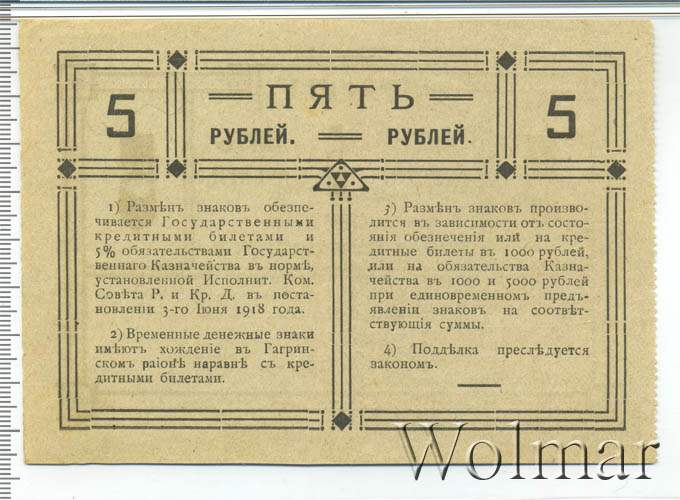 5 ПЯТЬ 5
РУБЛЕЙ. РУБЛЕЙ.
1) Размѣнъ знаковъ обезпе-
чивается Государственными
кредитными билетами и
5% обязательствами Государст-
веннаго Казначейства въ нормѣ,
установленной Исполнит. Ком.
Совѣта Р. и Кр. Д. въ поста-
новленіи 3-го Іюня 1918 года.
2) Временные денежные знаки
имѣютъ хожденіе въ Гагрин-
скомъ раіонѣ наравнѣ съ кре-
дитными билетами.
3) Размѣнъ знаковъ произво-
дится въ зависимости отъ состо-
янія обезпеченія или на кре-
дитные билеты въ 1000 рублей,
или на обязательства Казна-
чейства въ 1000 и 5000 рублей
при единовременномъ предъ-
явленіи знаковъ на соотвѣт-
ствующія суммы.
4) Поддѣлка преслѣдуется
закономъ.
Wolmar